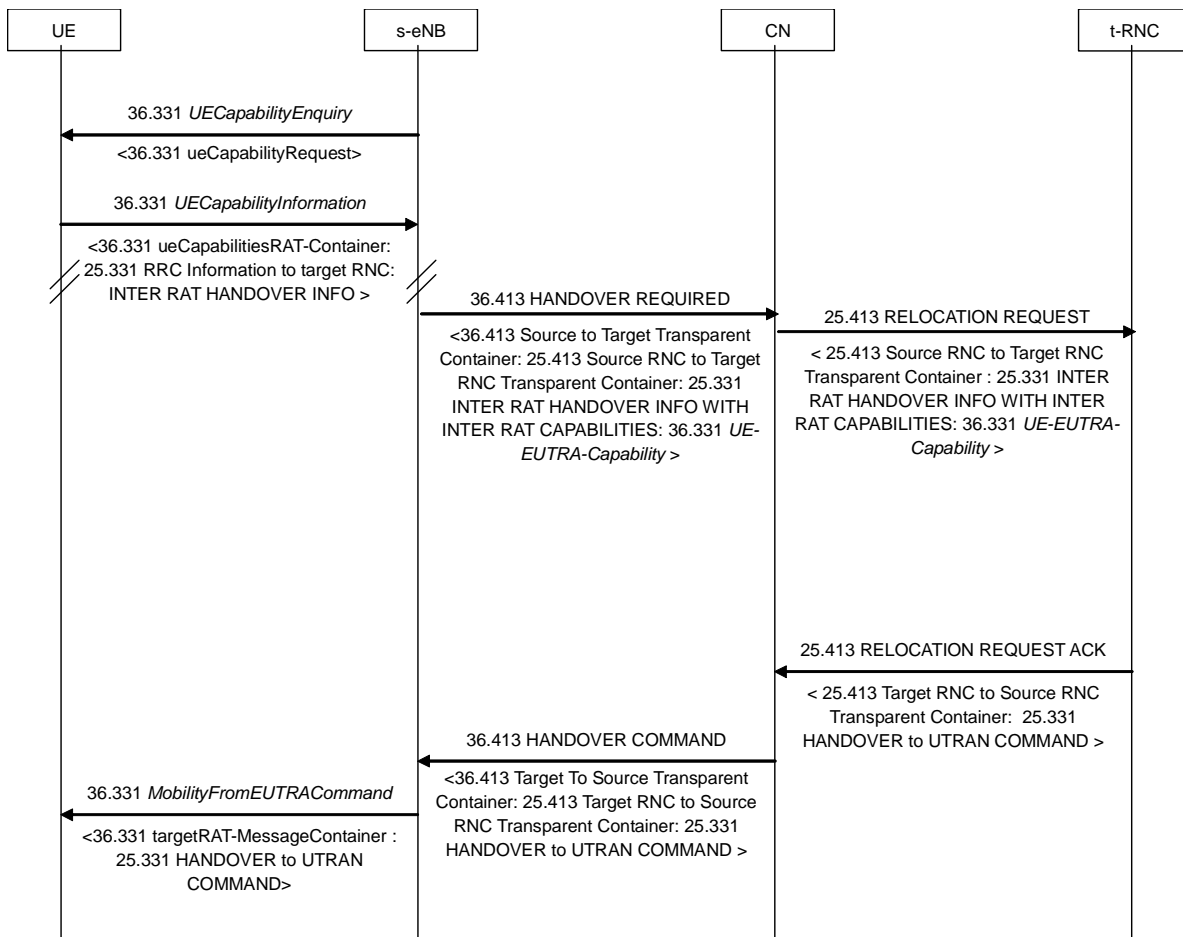 UE
s-eNB
CN
t-RNC
36.331 UECapabilityEnquiry
<36.331 ueCapabilityRequest>
36.331 UECapabilityInformation
<36.331 ueCapabilitiesRAT-Container:
25.331 RRC Information to target RNC:
INTER RAT HANDOVER INFO >
36.413 HANDOVER REQUIRED
<36.413 Source to Target Transparent
Container: 25.413 Source RNC to Target
RNC Transparent Container: 25.331
INTER RAT HANDOVER INFO WITH
INTER RAT CAPABILITIES: 36.331 UE-
EUTRA-Capability >
25.413 RELOCATION REQUEST
< 25.413 Source RNC to Target RNC
Transparent Container : 25.331 INTER
RAT HANDOVER INFO WITH INTER
RAT CAPABILITIES: 36.331 UE-EUTRA-
Capability >
25.413 RELOCATION REQUEST ACK
< 25.413 Target RNC to Source RNC
Transparent Container:  25.331
HANDOVER to UTRAN COMMAND >
36.413 HANDOVER COMMAND
<36.413 Target To Source Transparent
Container: 25.413 Target RNC to Source
RNC Transparent Container: 25.331
HANDOVER to UTRAN COMMAND >
36.331 MobilityFromEUTRACommand
<36.331 targetRAT-MessageContainer :
25.331 HANDOVER to UTRAN
COMMAND>